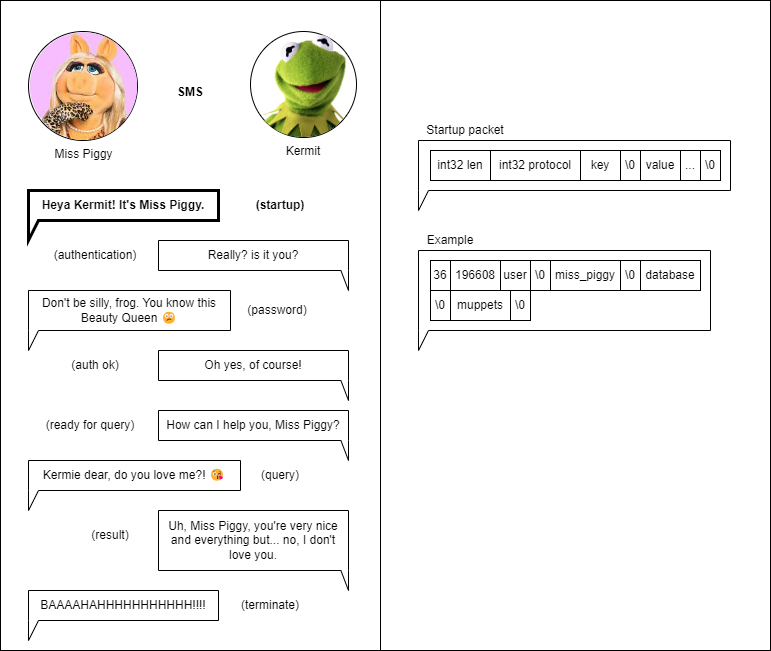 SMS
Miss Piggy
Kermit
Heya Kermit! It's Miss Piggy.
(startup)
(authentication)
Really? is it you?
Don't be silly, frog. You know this
Beauty Queen 🙄
(password)
(auth ok)
Oh yes, of course!
(ready for query)
How can I help you, Miss Piggy?
Kermie dear, do you love me?! 😘
(query)
(result)
Uh, Miss Piggy, you're very nice
and everything but... no, I don't
love you.
BAAAAHAHHHHHHHHHHH!!!!
(terminate)
Startup packet
int32 len int32 protocol key \0 value ... \0
Example
36 196608 user \0 miss_piggy \0 database
\0 muppets \0